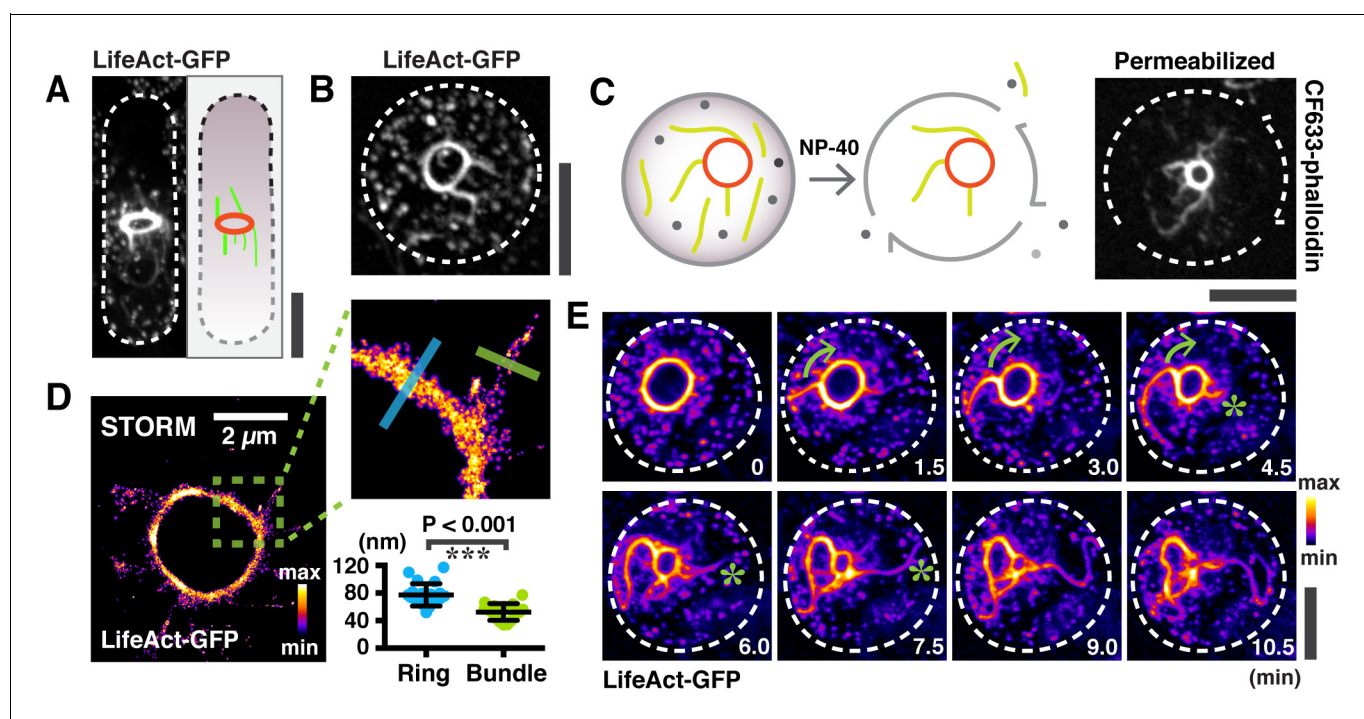 LifeAct-GFP
A
B
LifeAct-GFP
C
NP-40
Permeabilized
CF633-phalloidin
D
STORM
2 µm
max
min
LifeAct-GFP
P < 0.001
***
(nm)
120
80
40
0
Ring Bundle
E
0
1.5
3.0
4.5
*
max
min
6.0
*
7.5
*
9.0
10.5
LifeAct-GFP
(min)